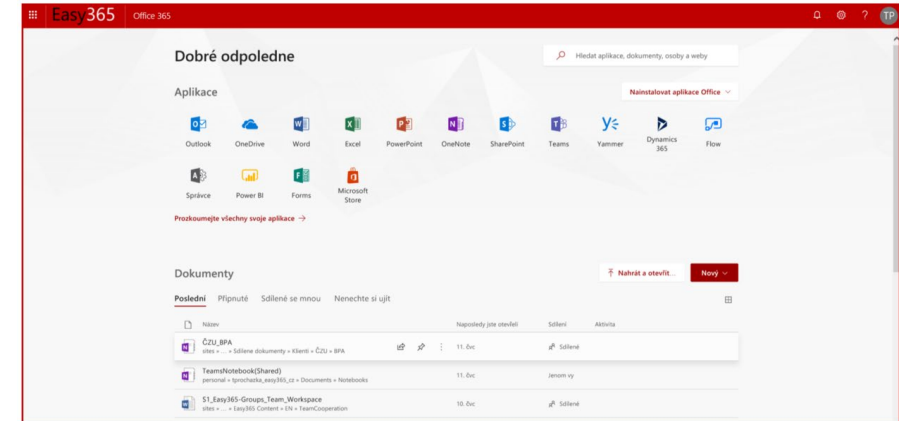 Easy365 Office 365 TP
Dobré odpoledne
Hledat aplikace, dokumenty, osoby a weby
Aplikace
Nainstalovat aplikace Office
Outlook OneDrive Word Excel PowerPoint OneNote SharePoint Teams Yammer Dynamics 365 Flow
Správce Power BI Forms Microsoft Store
Prozkoumejte všechny svoje aplikace →
Dokumenty
Nahrát a otevřít... Nový
Poslední Připnuté Sdílené se mnou Nenechte si ujít
Název Naposledy jste otevřeli Sdílení Aktivita
ČZU_BPA
sites » ... » Sdílené dokumenty » Klienti » ČZU » BPA
11. čvc Sdílené
TeamsNotebook(Shared)
personal » tprochazka_easy365_cz » Documents » Notebooks
11. čvc Jenom vy
S1_Easy365-Groups_Team_Workspace
sites » ... » Easy365 Content » EN » TeamCooperation
10. čvc Sdílené